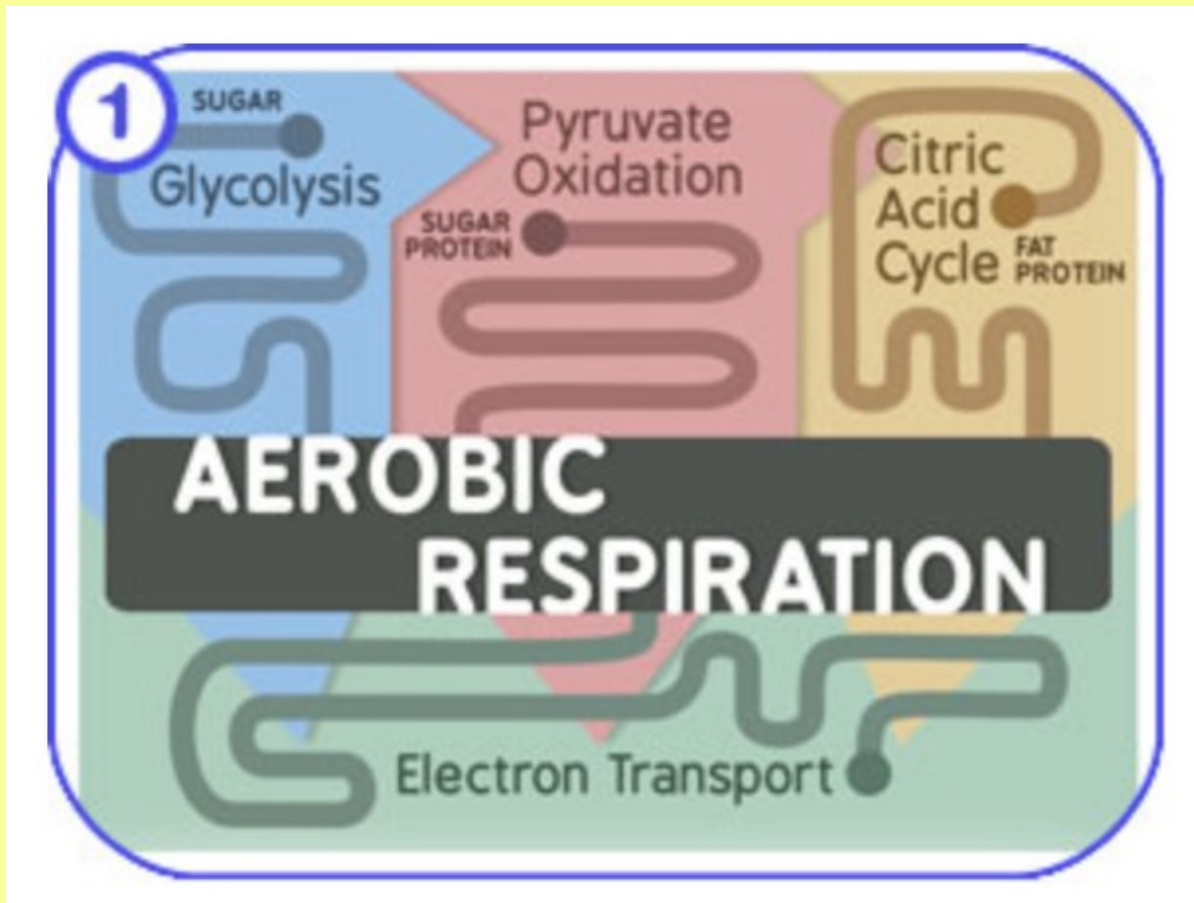 1
SUGAR
Glycolysis
Pyruvate
Oxidation
SUGAR
PROTEIN
Citric
Acid
Cycle
FAT
PROTEIN
AEROBIC
RESPIRATION
Electron Transport